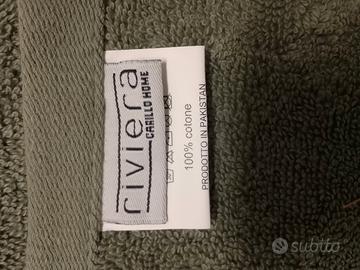 riviera
CARILLO HOME
100% cotone
PRODOTTO IN PAKISTAN
subito